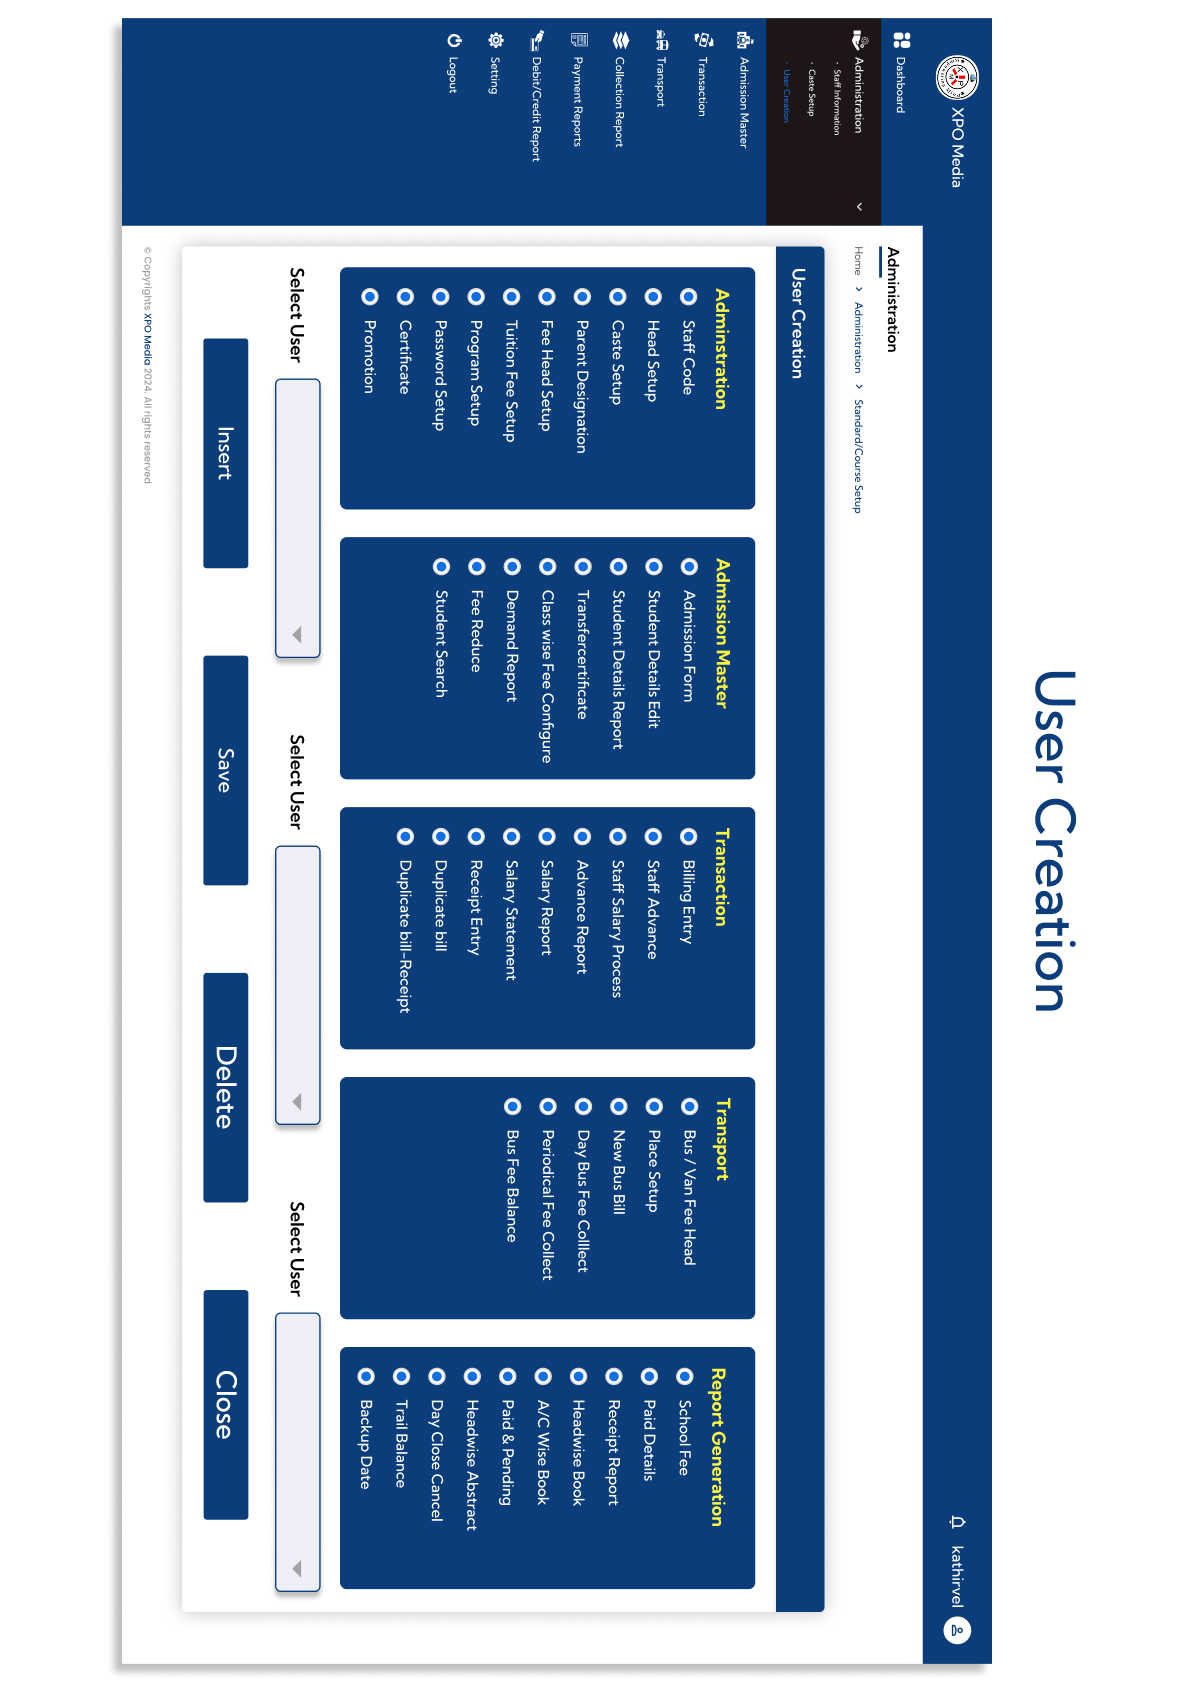 User Creation
XPO Media
kathirvel
Dashboard
Administration
Staff Information
Caste Setup
User Creation
Admission Master
Transaction
Transport
Collection Report
Payment Reports
Debit/Credit Report
Setting
Logout
Administration
Home > Administration > Standard/Course Setup
User Creation
Adminstration
Staff Code
Head Setup
Caste Setup
Parent Designation
Fee Head Setup
Tuition Fee Setup
Program Setup
Password Setup
Certificate
Promotion
Admission Master
Admission Form
Student Details Edit
Student Details Report
Transfercertificate
Class wise Fee Configure
Demand Report
Fee Reduce
Student Search
Transaction
Billing Entry
Staff Advance
Staff Salary Process
Advance Report
Salary Report
Salary Statement
Receipt Entry
Duplicate bill
Duplicate bill-Receipt
Transport
Bus / Van Fee Head
Place Setup
New Bus Bill
Day Bus Fee Colllect
Periodical Fee Collect
Bus Fee Balance
Report Generation
School Fee
Paid Details
Receipt Report
Headwise Book
A/C Wise Book
Paid & Pending
Headwise Abstract
Day Close Cancel
Trail Balance
Backup Date
Select User
Select User
Select User
Insert
Save
Delete
Close
© Copyrights XPO Media 2024. All rights reserved